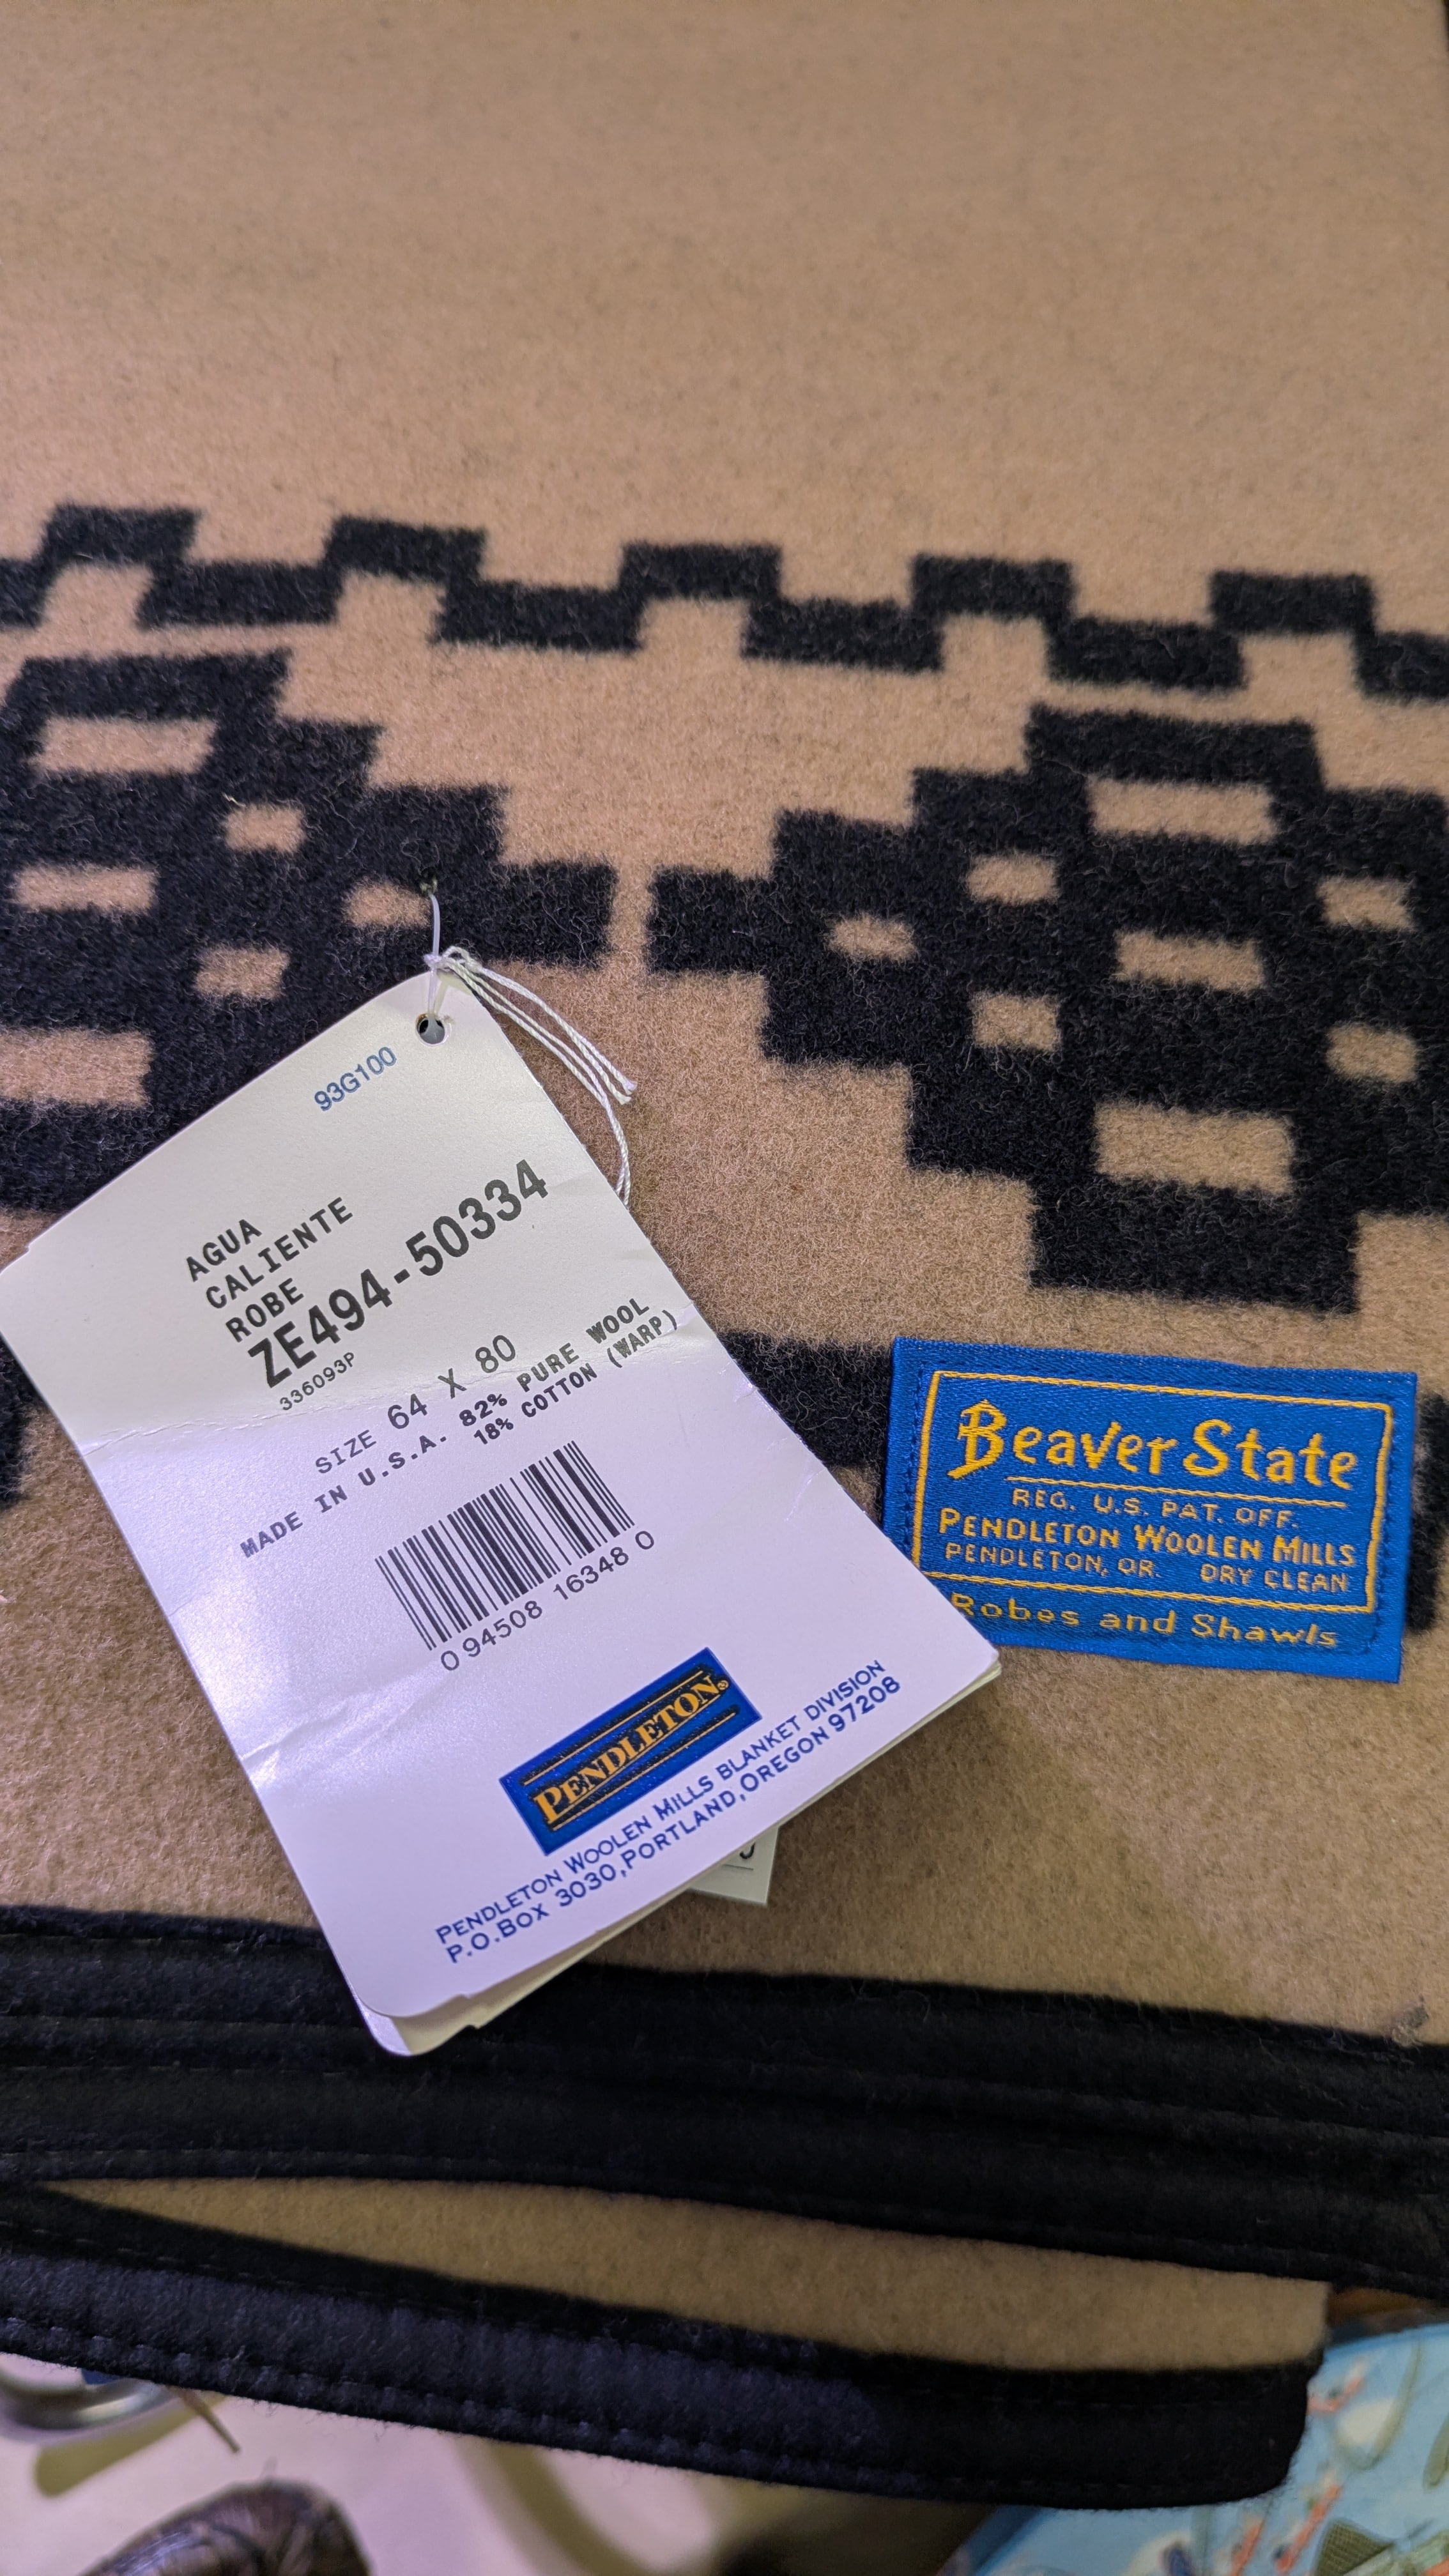 93G100
AGUA
CALIENTE
ROBE
ZE494-50334
336093P
SIZE 64 X 80
MADE IN U.S.A. 82% PURE WOOL
18% COTTON (WARP)
0 94508 16348 0
PENDLETON®
PENDLETON WOOLEN MILLS BLANKET DIVISION
P.O.BOX 3030,PORTLAND,OREGON 97208
Beaver State
REG. U.S. PAT. OFF.
PENDLETON WOOLEN MILLS
PENDLETON, OR. DRY CLEAN
Robes and Shawls